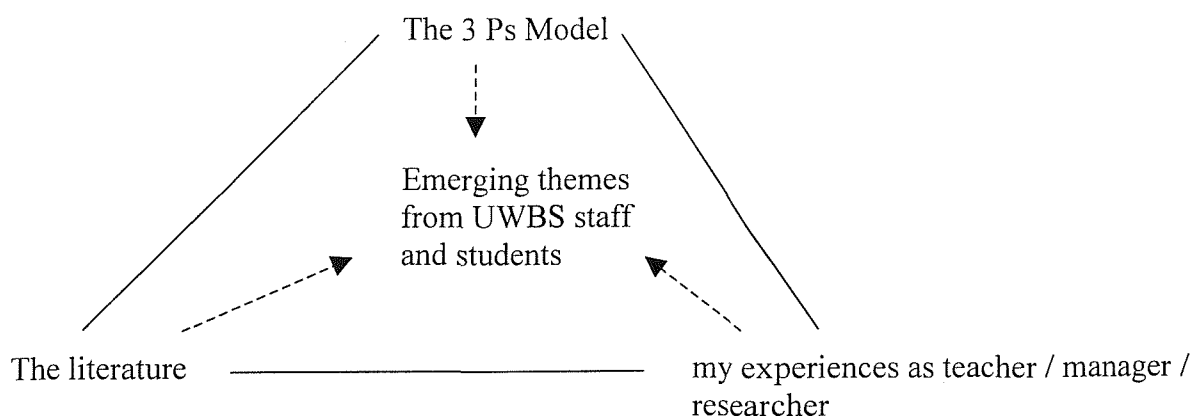 The 3 Ps Model
Emerging themes
from UWBS staff
and students
The literature
my experiences as teacher / manager /
researcher